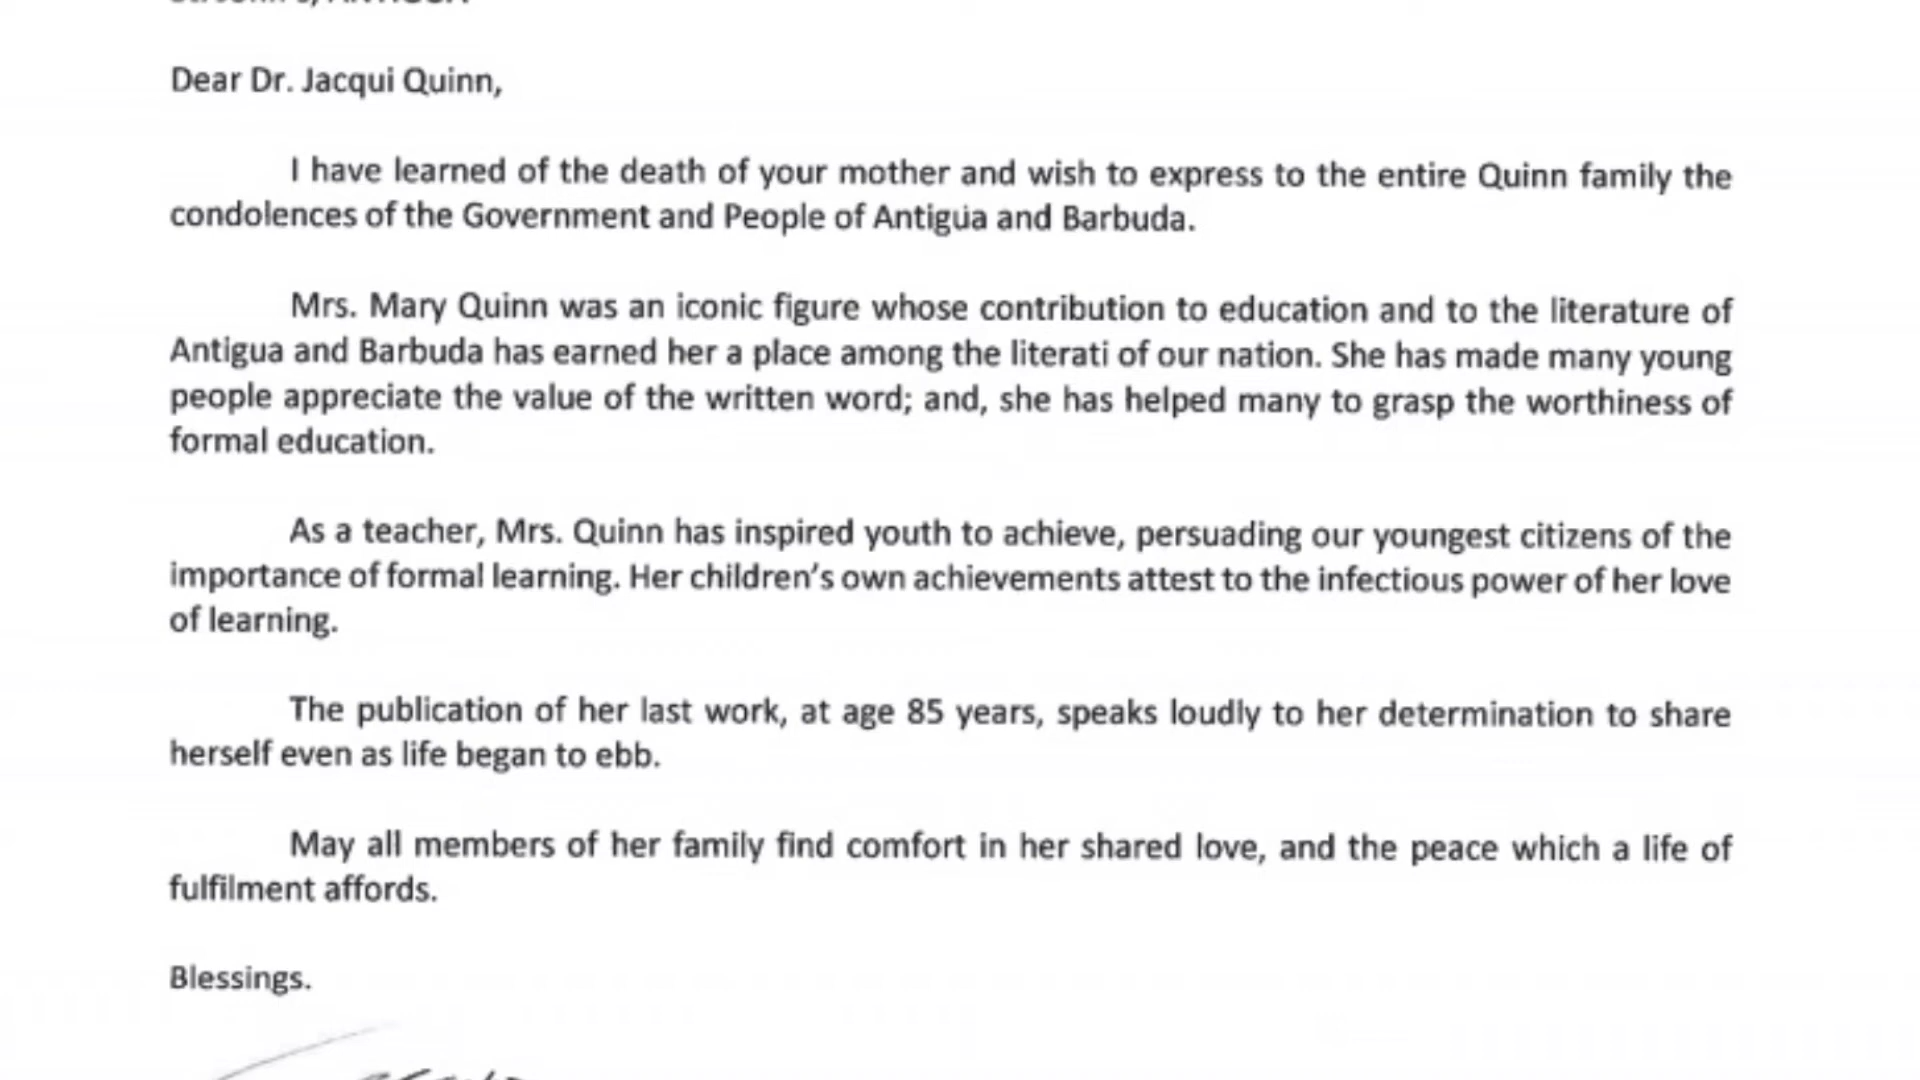 Dear Dr. Jacqui Quinn,
I have learned of the death of your mother and wish to express to the entire Quinn family the
condolences of the Government and People of Antigua and Barbuda.
Mrs. Mary Quinn was an iconic figure whose contribution to education and to the literature of
Antigua and Barbuda has earned her a place among the literati of our nation. She has made many young
people appreciate the value of the written word; and, she has helped many to grasp the worthiness of
formal education.
As a teacher, Mrs. Quinn has inspired youth to achieve, persuading our youngest citizens of the
importance of formal learning. Her children's own achievements attest to the infectious power of her love
of learning.
The publication of her last work, at age 85 years, speaks loudly to her determination to share
herself even as life began to ebb.
May all members of her family find comfort in her shared love, and the peace which a life of
fulfilment affords.
Blessings.